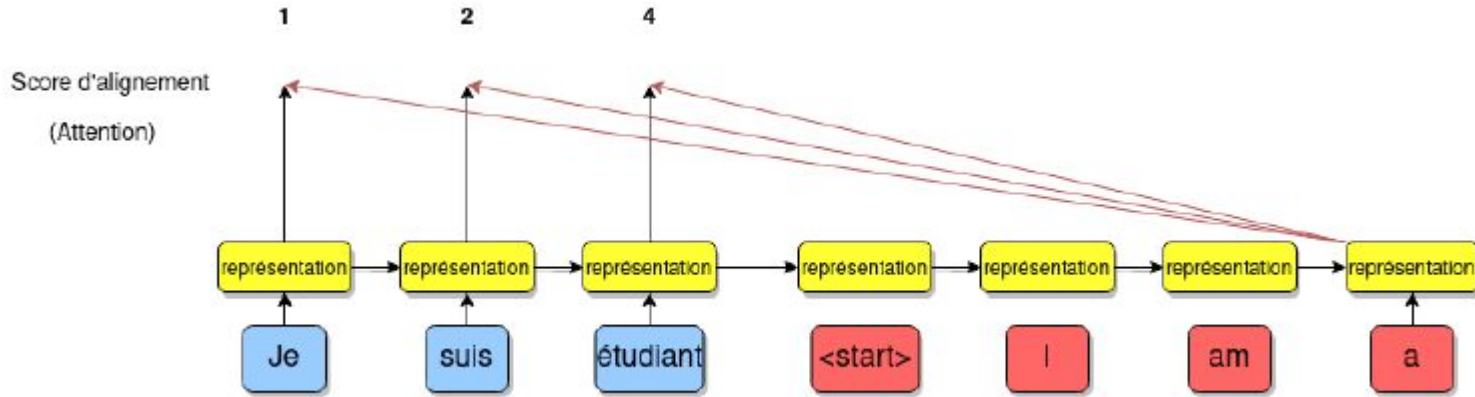 1 2 4
Score d'alignement
(Attention)
représentation représentation représentation représentation représentation représentation représentation
Je suis étudiant <start> I am a